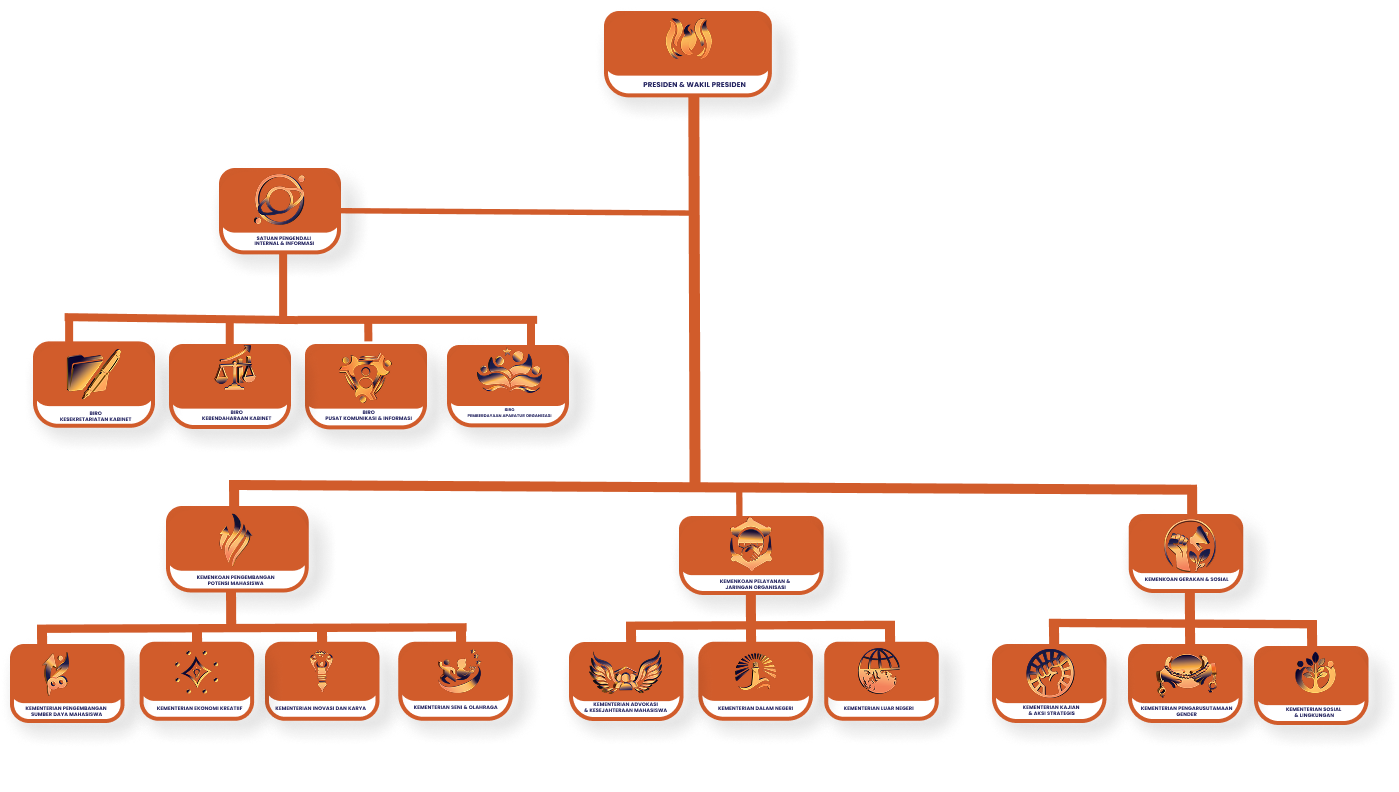 PRESIDEN & WAKIL PRESIDEN
SATUAN PENGENDALI
INTERNAL & INFORMASI
BIRO
KESEKRETARIATAN KABINET
BIRO
KEBENDAHARAAN KABINET
BIRO
PUSAT KOMUNIKASI & INFORMASI
BIRO
PEMBERDAYAAN APARATUR ORGANISASI
KEMENKOAN PENGEMBANGAN
POTENSI MAHASISWA
KEMENKOAN PELAYANAN &
JARINGAN ORGANISASI
KEMENKOAN GERAKAN & SOSIAL
KEMENTERIAN PENGEMBANGAN
SUMBER DAYA MAHASISWA
KEMENTERIAN EKONOMI KREATIF
KEMENTERIAN INOVASI DAN KARYA
KEMENTERIAN SENI & OLAHRAGA
KEMENTERIAN ADVOKASI
& KESEJAHTERAAN MAHASISWA
KEMENTERIAN DALAM NEGERI
KEMENTERIAN LUAR NEGERI
KEMENTERIAN KAJIAN
& AKSI STRATEGIS
KEMENTERIAN PENGARUSUTAMAAN
GENDER
KEMENTERIAN SOSIAL
& LINGKUNGAN